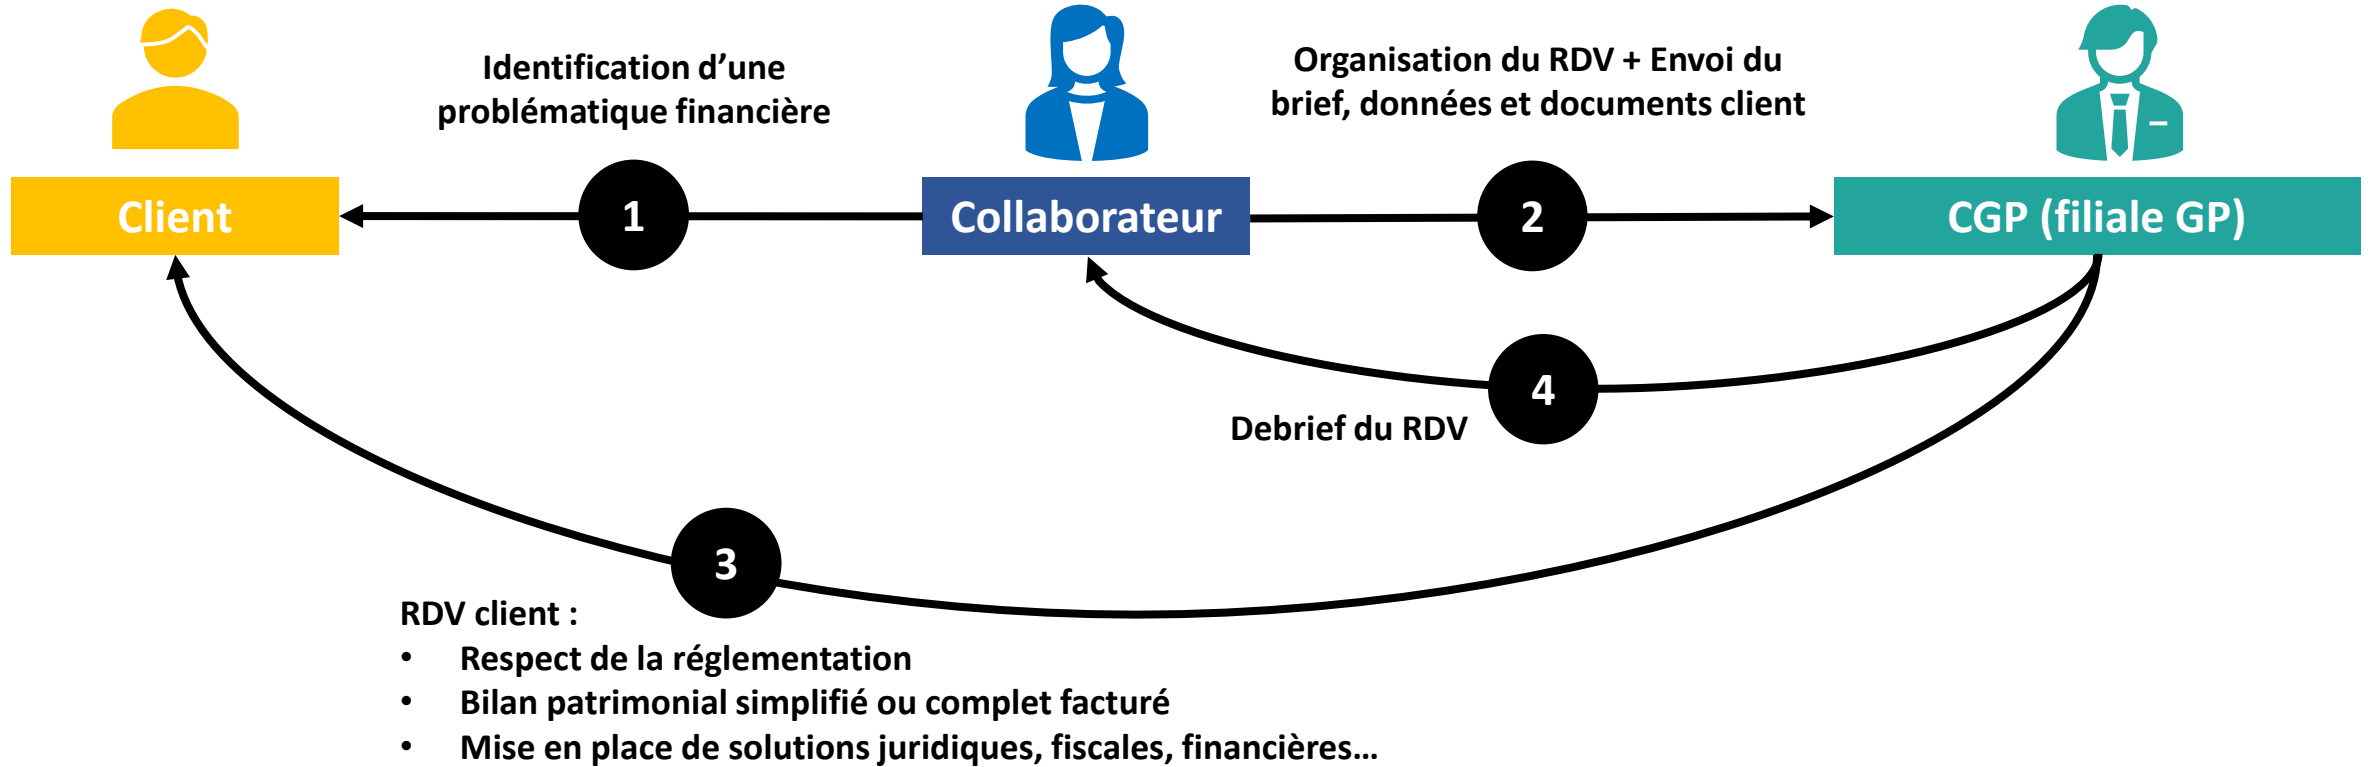 Identification d’une
problématique financière
Organisation du RDV + Envoi du
brief, données et documents client
Client
1
Collaborateur
2
CGP (filiale GP)
4
Debrief du RDV
3
RDV client :
• Respect de la réglementation
• Bilan patrimonial simplifié ou complet facturé
• Mise en place de solutions juridiques, fiscales, financières…